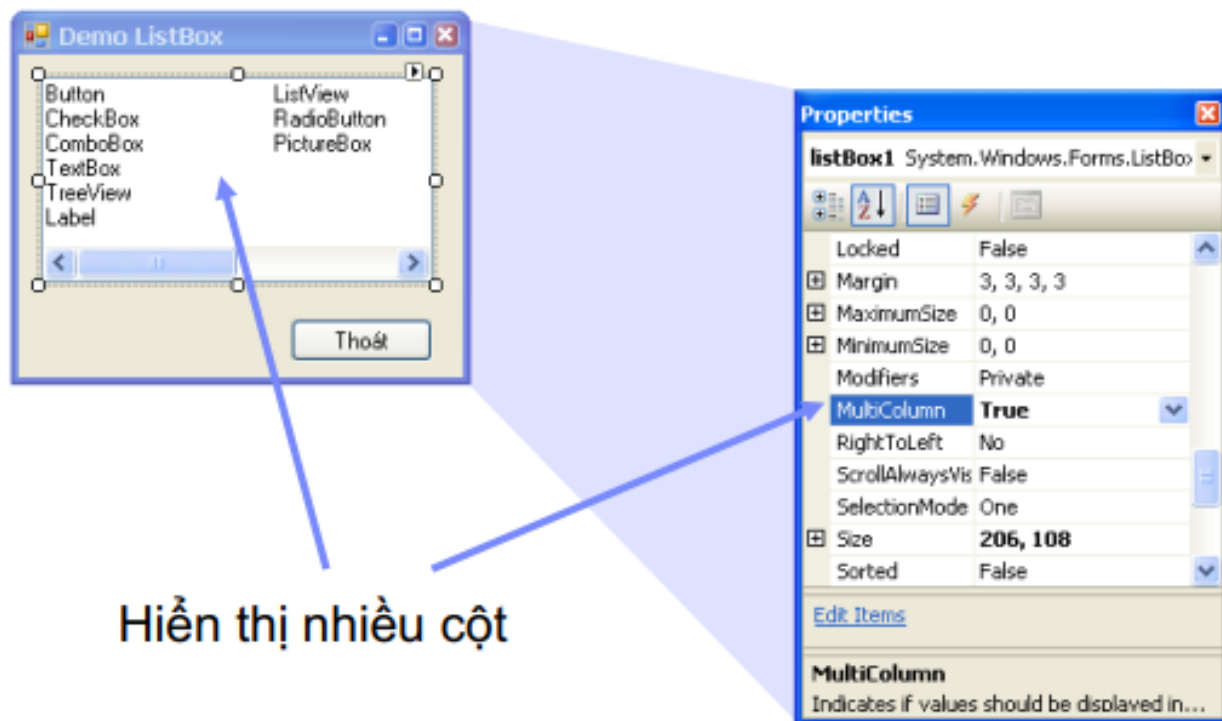 Demo ListBox
Button ListView
CheckBox RadioButton
ComboBox PictureBox
TextBox
TreeView
Label
Thoát
Hiển thị nhiều cột
Properties
listBox1 System.Windows.Forms.ListBo
Locked False
Margin 3, 3, 3, 3
MaximumSize 0, 0
MinimumSize 0, 0
Modifiers Private
MultiColumn True
RightToLeft No
ScrollAlwaysVis False
SelectionMode One
Size 206, 108
Sorted False
Edit Items
MultiColumn
Indicates if values should be displayed in...